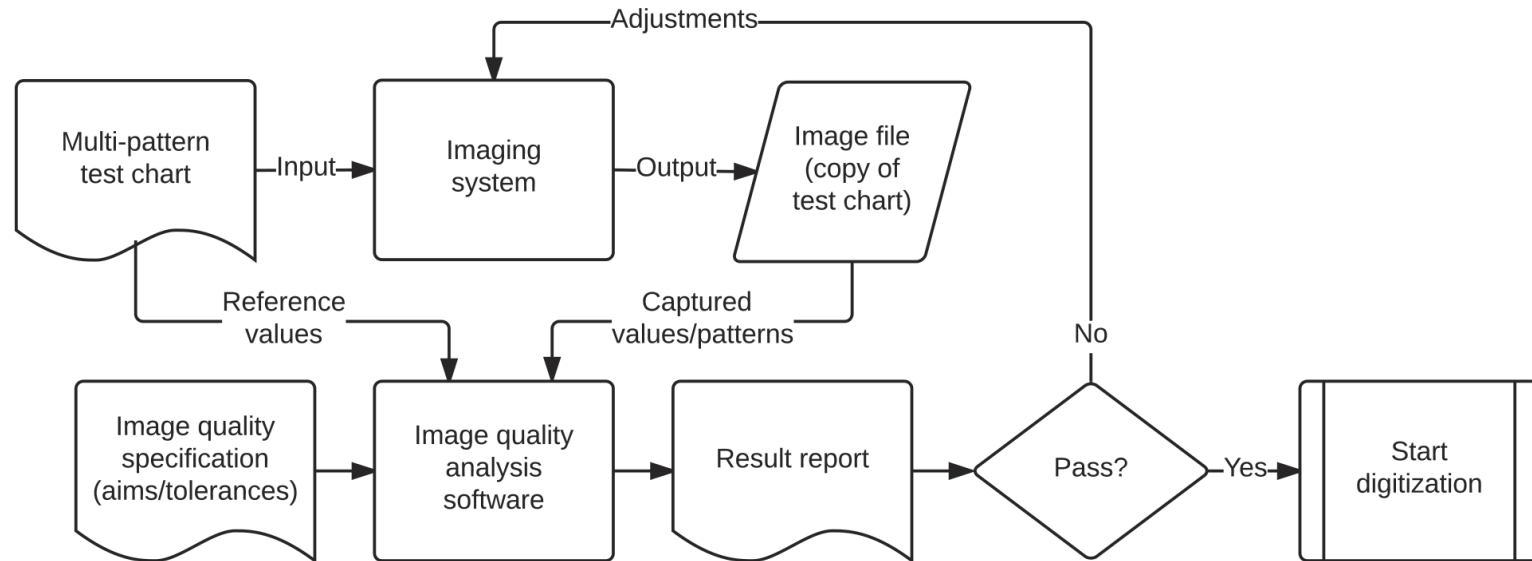 Adjustments
Multi-pattern
test chart
Input
Imaging
system
Output
Image file
(copy of
test chart)
Reference
values
Captured
values/patterns
No
Image quality
specification
(aims/tolerances)
Image quality
analysis
software
Result report
Pass?
Yes
Start
digitization